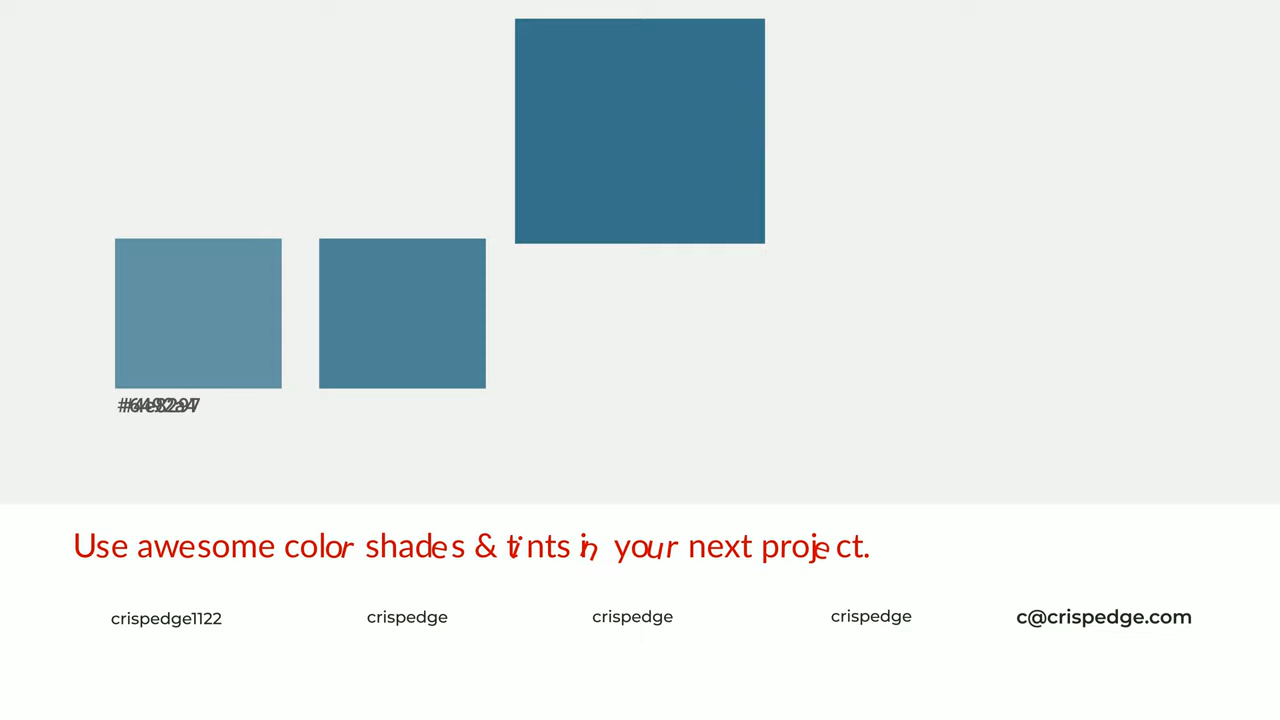 Use awesome color shades & tints in your next project.
crispedge1122 crispedge crispedge crispedge c@crispedge.com